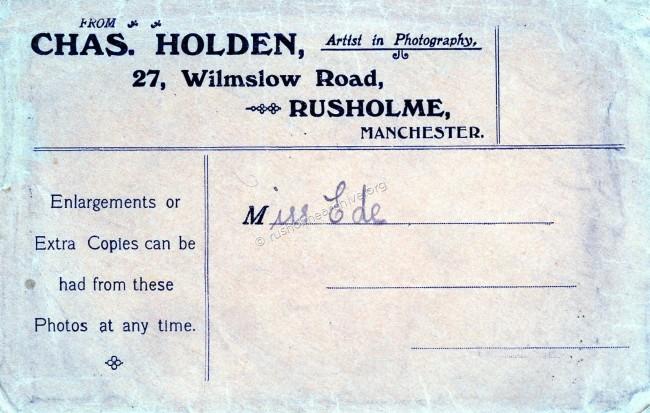 FROM
CHAS. HOLDEN, Artist in Photography,
27, Wilmslow Road,
RUSHOLME,
MANCHESTER.
Enlargements or
Extra Copies can be
had from these
Photos at any time.
Miss Ede
© rusholmearchive.org